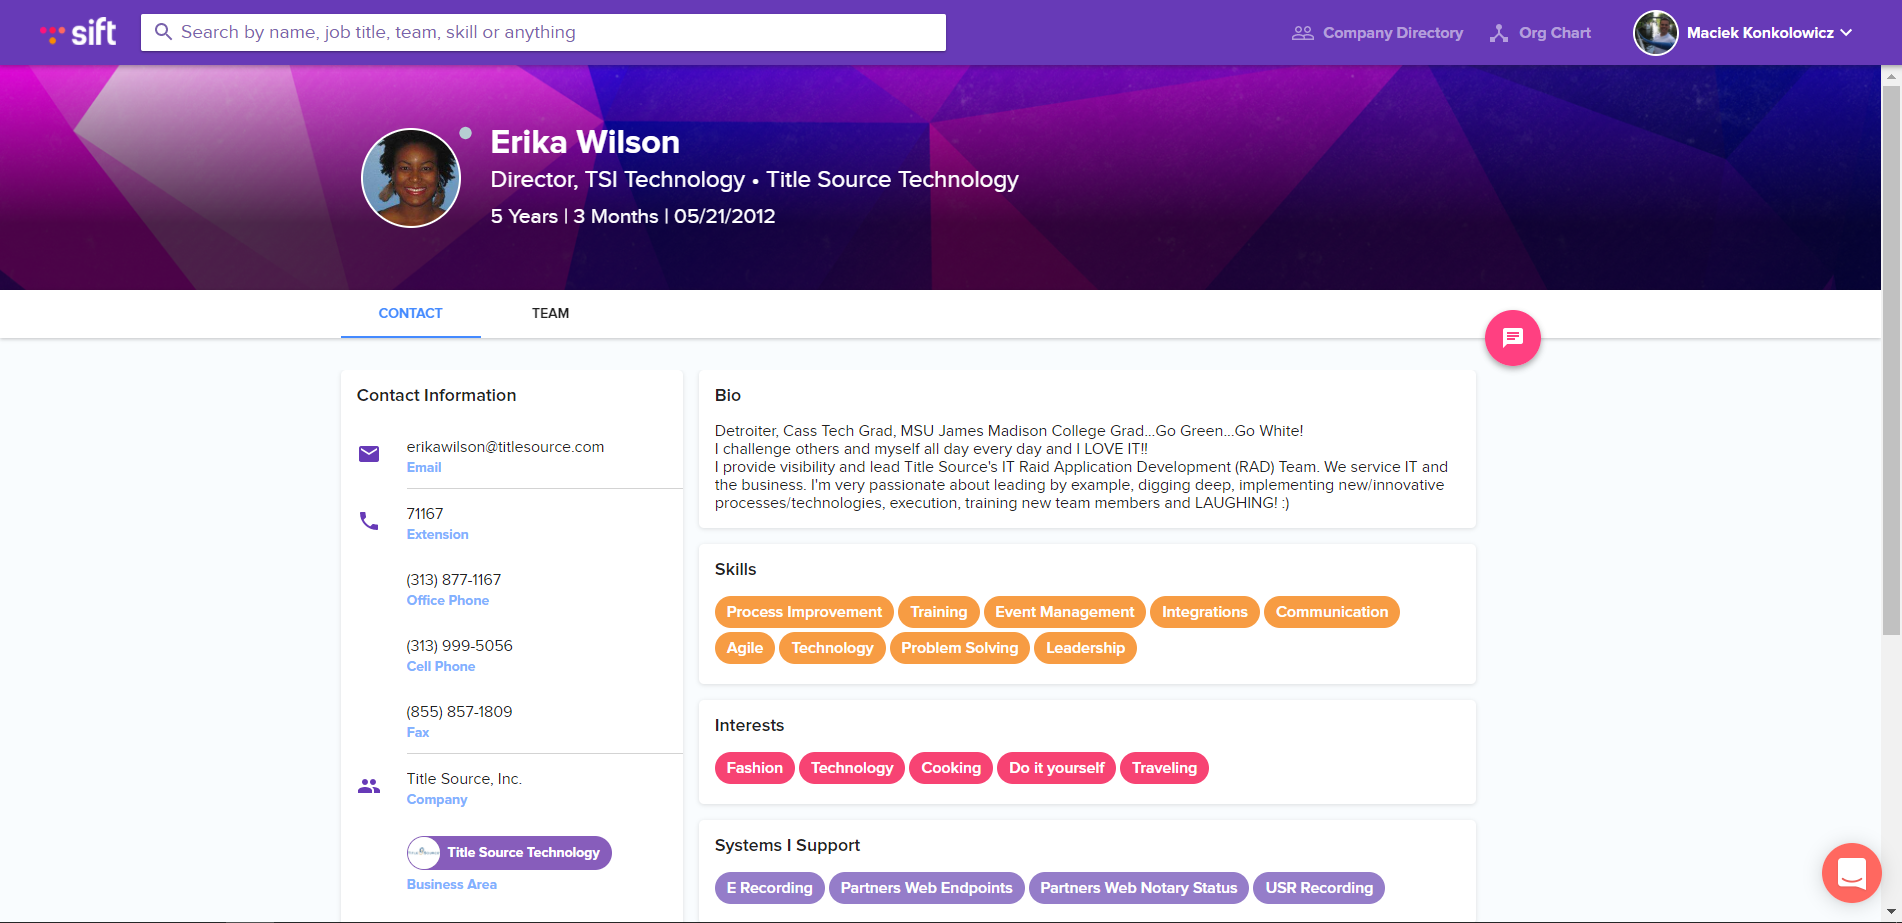 sift
Search by name, job title, team, skill or anything
Company Directory
Org Chart
Maciek Konkolowicz
Erika Wilson
Director, TSI Technology • Title Source Technology
5 Years | 3 Months | 05/21/2012
CONTACT
TEAM
Contact Information
erikawilson@titlesource.com
Email
71167
Extension
(313) 877-1167
Office Phone
(313) 999-5056
Cell Phone
(855) 857-1809
Fax
Title Source, Inc.
Company
Title Source Technology
Business Area
Bio
Detroiter, Cass Tech Grad, MSU James Madison College Grad...Go Green...Go White!
I challenge others and myself all day every day and I LOVE IT!!
I provide visibility and lead Title Source's IT Raid Application Development (RAD) Team. We service IT and
the business. I'm very passionate about leading by example, digging deep, implementing new/innovative
processes/technologies, execution, training new team members and LAUGHING! :)
Skills
Process Improvement Training Event Management Integrations Communication
Agile Technology Problem Solving Leadership
Interests
Fashion Technology Cooking Do it yourself Traveling
Systems I Support
E Recording Partners Web Endpoints Partners Web Notary Status USR Recording